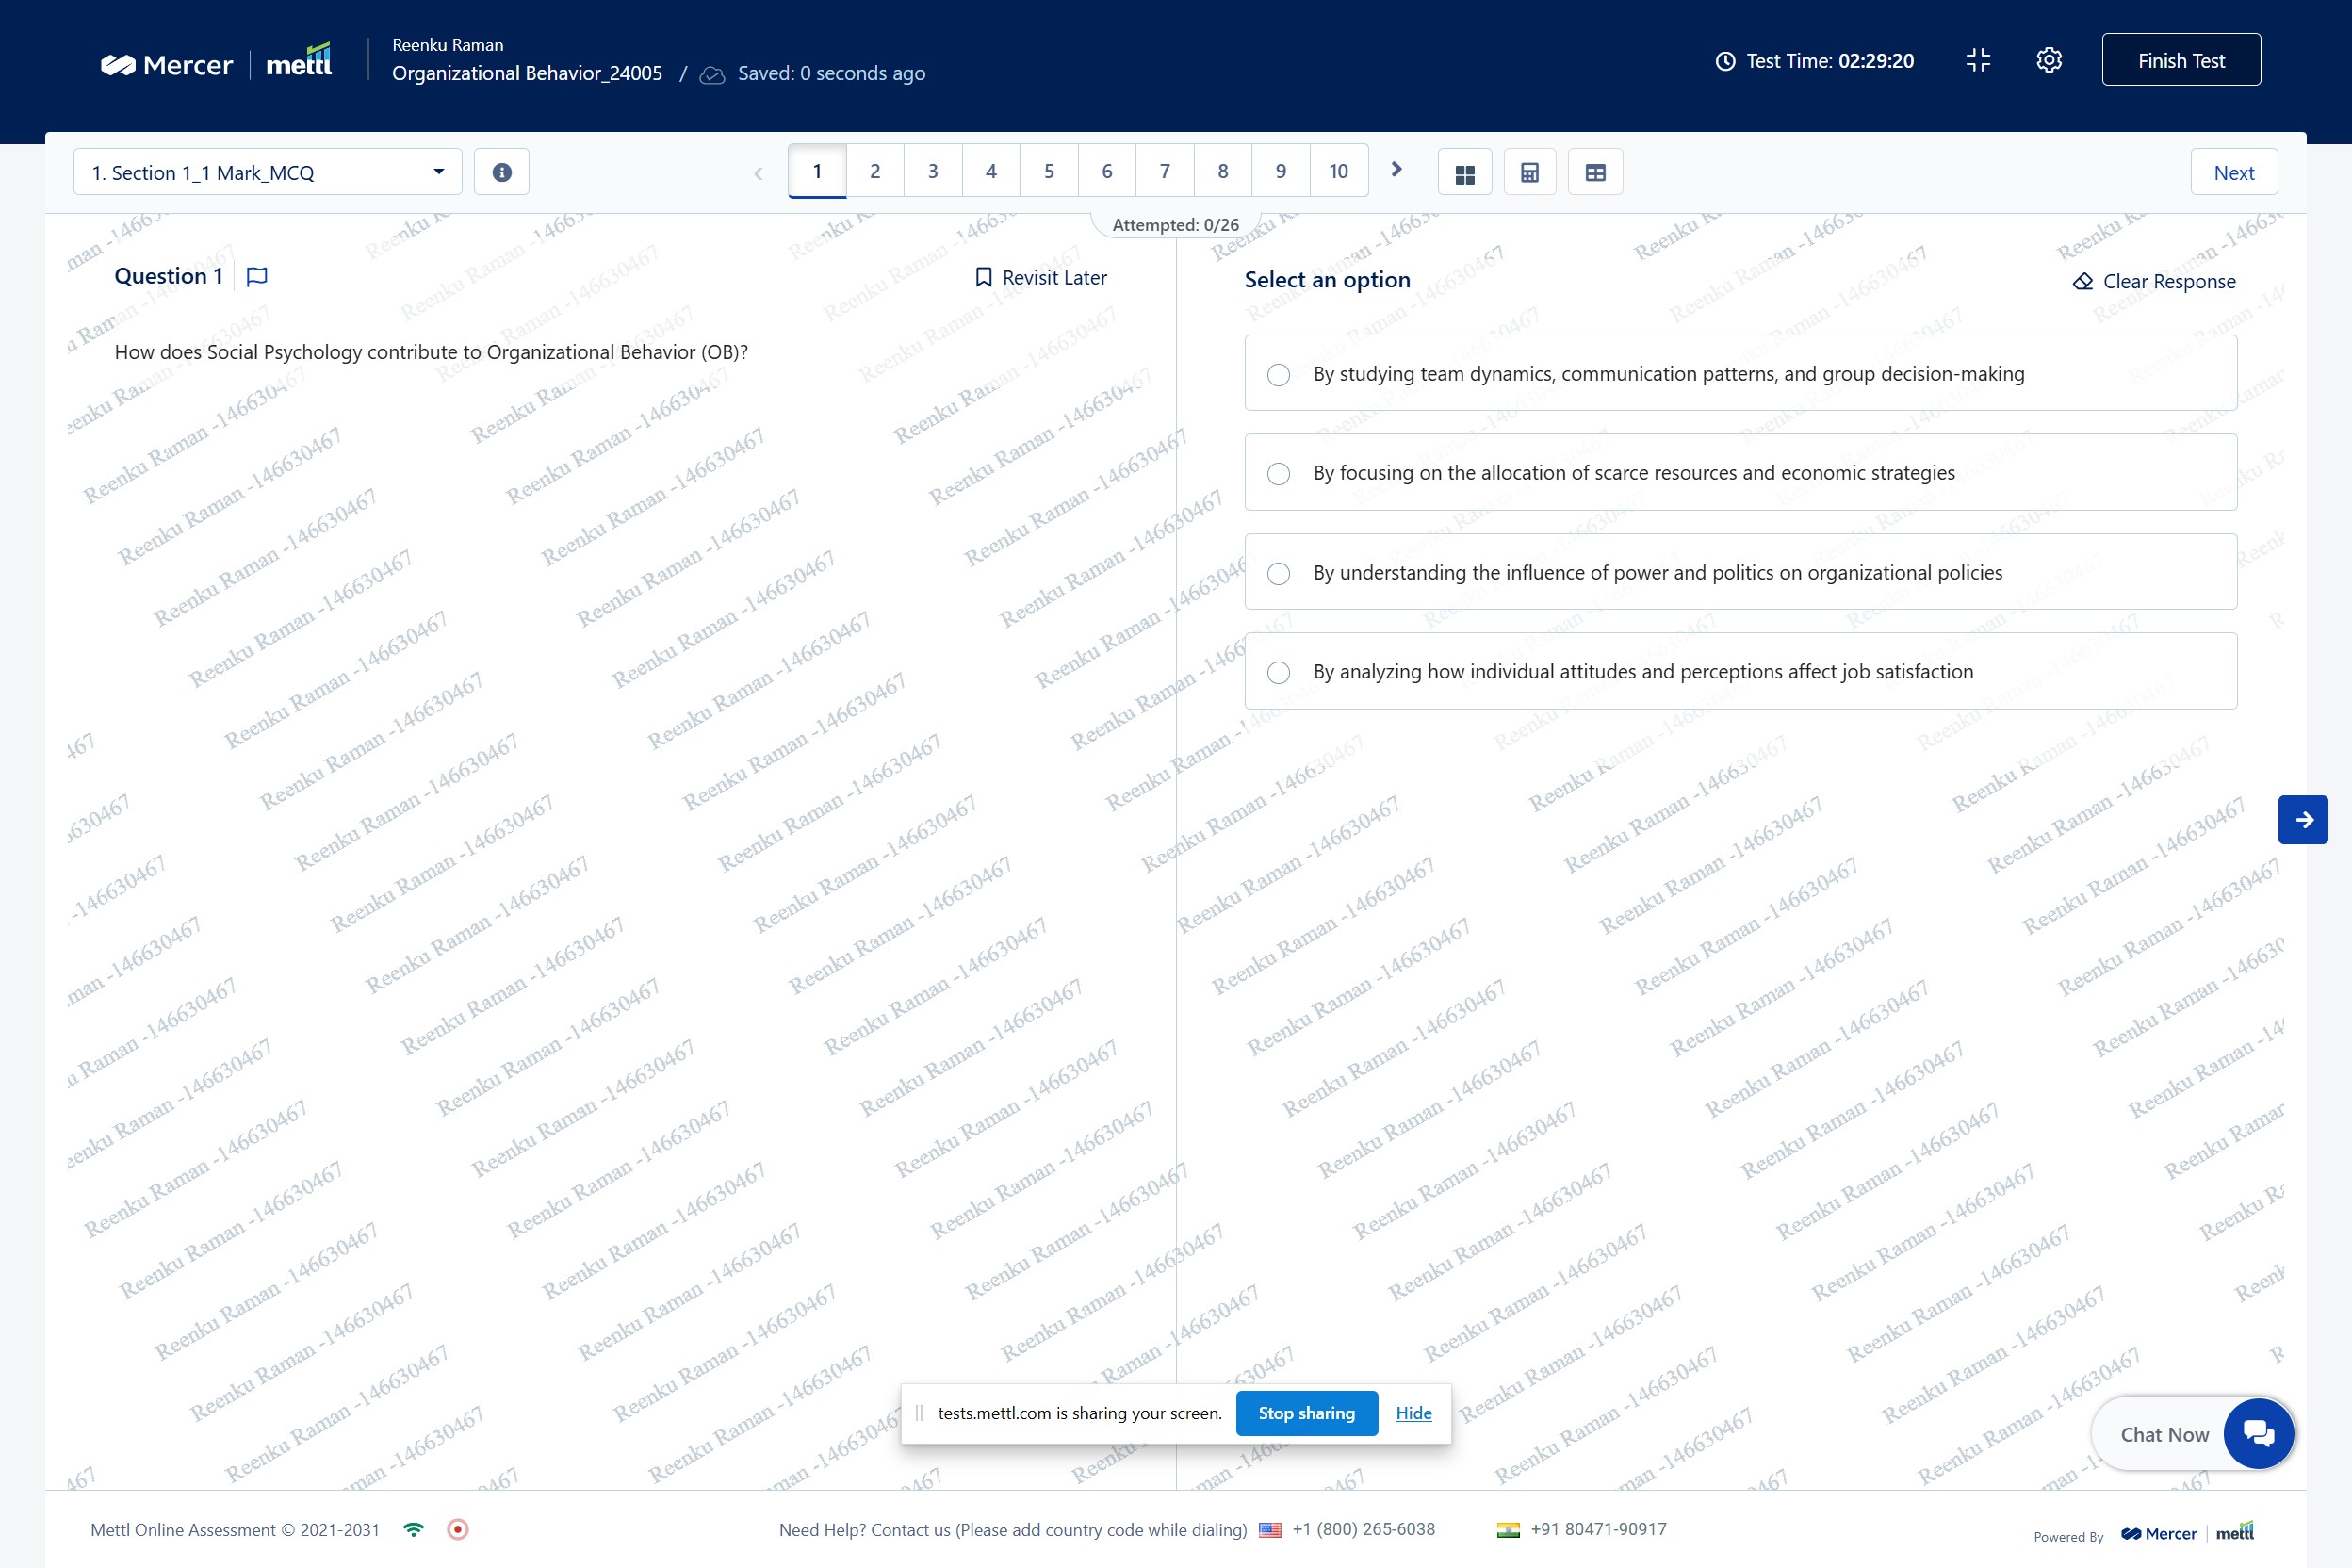 Mercer mettl
Reenku Raman
Organizational Behavior_24005 / Saved: 0 seconds ago
Test Time: 02:29:20
Finish Test
1. Section 1_1 Mark_MCQ
1 2 3 4 5 6 7 8 9 10
Next
Attempted: 0/26
Question 1
Revisit Later
How does Social Psychology contribute to Organizational Behavior (OB)?
Select an option
Clear Response
By studying team dynamics, communication patterns, and group decision-making
By focusing on the allocation of scarce resources and economic strategies
By understanding the influence of power and politics on organizational policies
By analyzing how individual attitudes and perceptions affect job satisfaction
Reenku Raman -146630467
tests.mettl.com is sharing your screen. Stop sharing Hide
Chat Now
Mettl Online Assessment © 2021-2031
Need Help? Contact us (Please add country code while dialing) +1 (800) 265-6038 +91 80471-90917
Powered By Mercer mettl